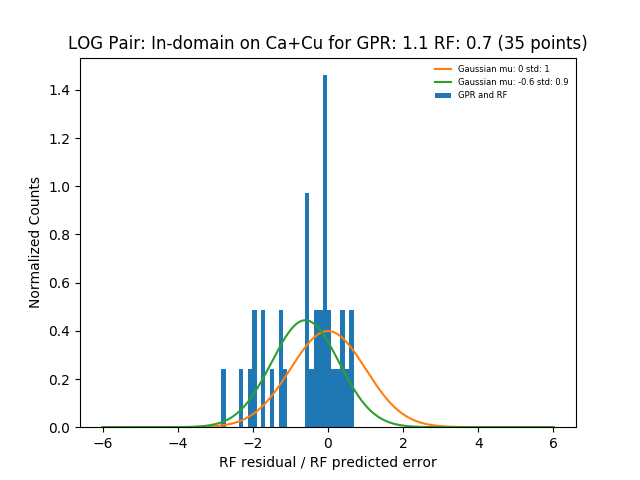 LOG Pair: In-domain on Ca+Cu for GPR: 1.1 RF: 0.7 (35 points)
Gaussian mu: 0 std: 1
Gaussian mu: -0.6 std: 0.9
GPR and RF
Normalized Counts
1.4
1.2
1.0
0.8
0.6
0.4
0.2
0.0
−6 −4 −2 0 2 4 6
RF residual / RF predicted error